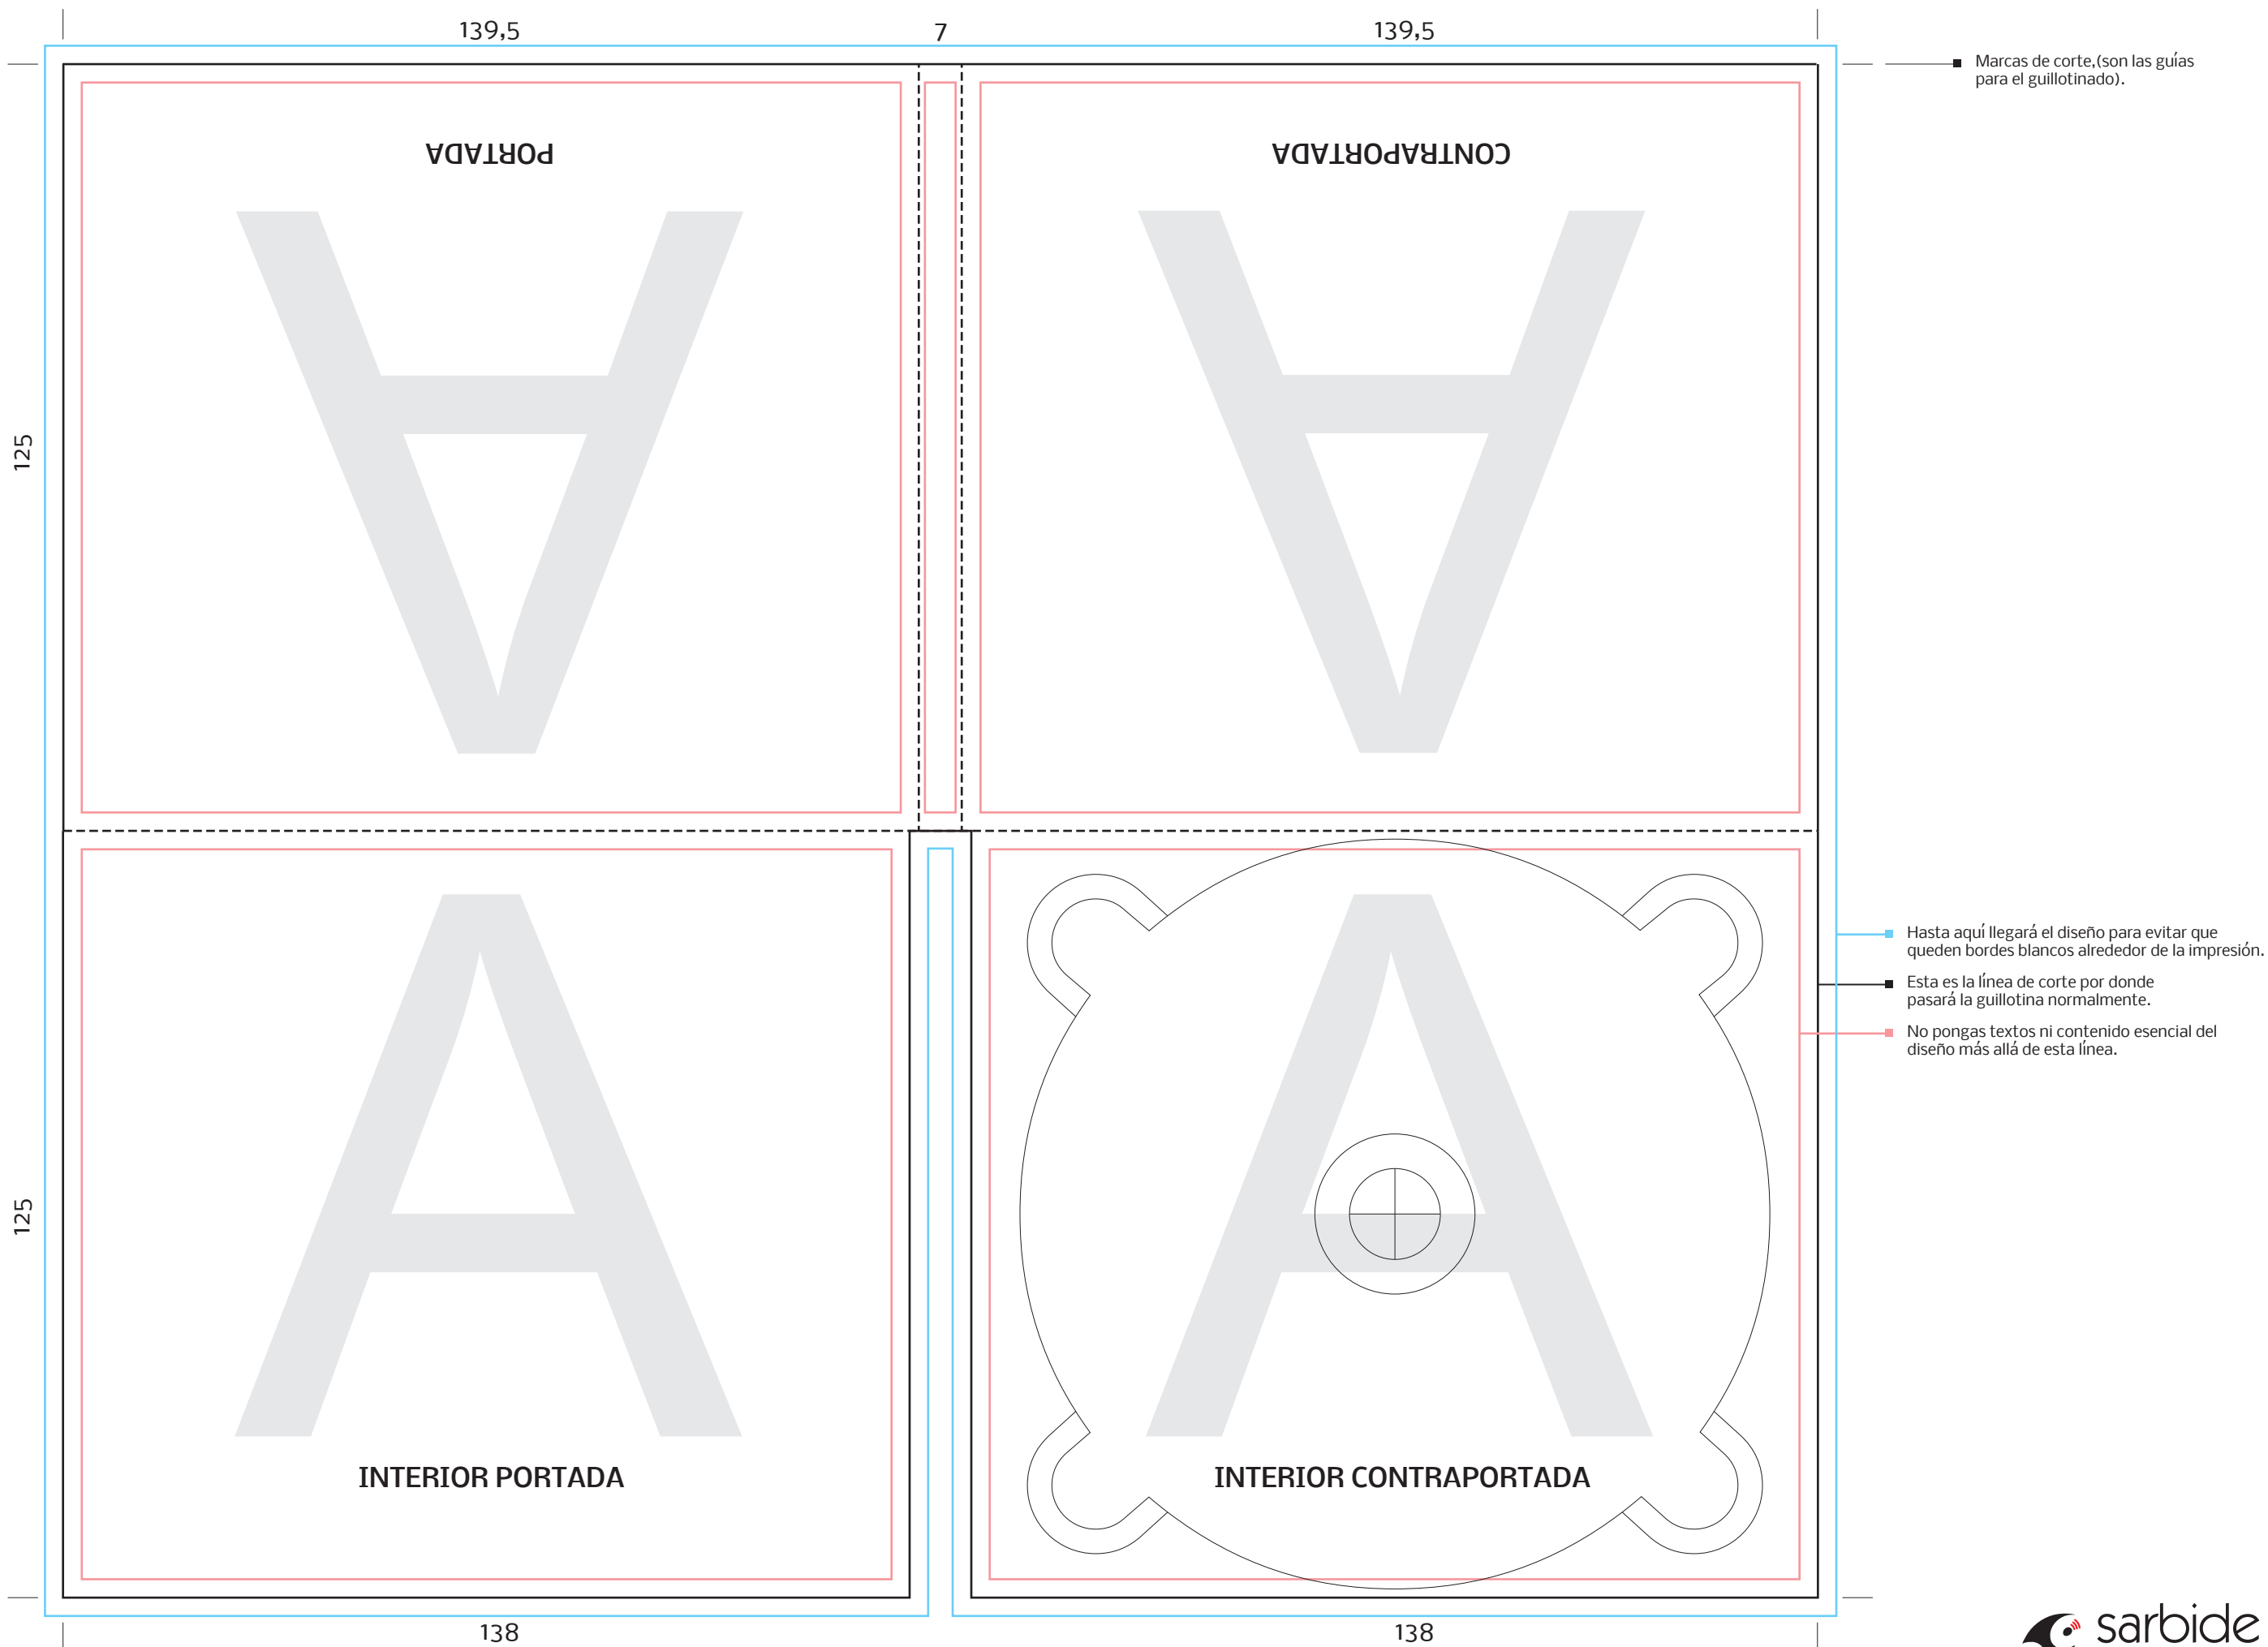 139,5
7
139,5
Marcas de corte,(son las guías
para el guillotinado).
PORTADA
CONTRAPORTADA
A
A
125
A
A
Hasta aquí llegará el diseño para evitar que
queden bordes blancos alrededor de la impresión.
Esta es la línea de corte por donde
pasará la guillotina normalmente.
No pongas textos ni contenido esencial del
diseño más allá de esta línea.
125
INTERIOR PORTADA
INTERIOR CONTRAPORTADA
138
138
sarbide